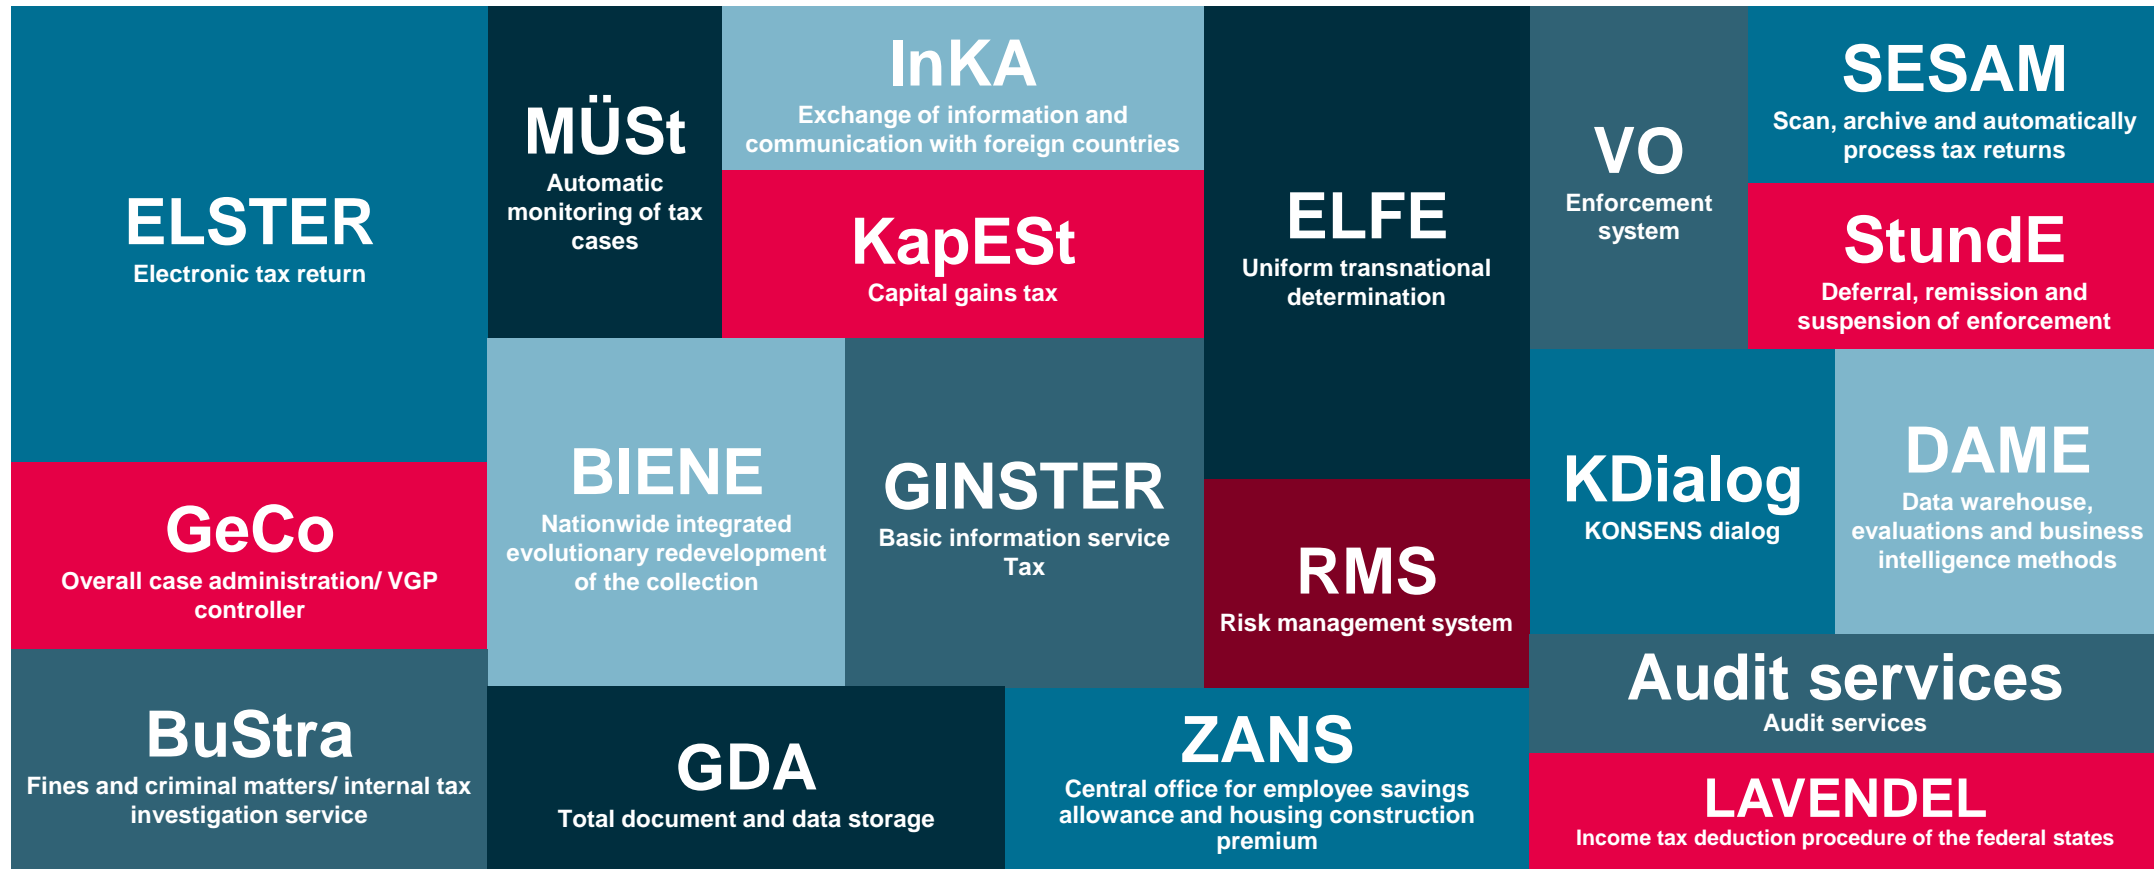 ELSTER
Electronic tax return
GeCo
Overall case administration/ VGP
controller
BuStra
Fines and criminal matters/ internal tax
investigation service
MÜSt
Automatic
monitoring of tax
cases
InKA
Exchange of information and
communication with foreign countries
KapESt
Capital gains tax
BIENE
Nationwide integrated
evolutionary redevelopment
of the collection
GINSTER
Basic information service
Tax
GDA
Total document and data storage
ELFE
Uniform transnational
determination
RMS
Risk management system
ZANS
Central office for employee savings
allowance and housing construction
premium
VO
Enforcement
system
SESAM
Scan, archive and automatically
process tax returns
StundE
Deferral, remission and
suspension of enforcement
KDialog
KONSENS dialog
DAME
Data warehouse,
evaluations and business
intelligence methods
Audit services
Audit services
LAVENDEL
Income tax deduction procedure of the federal states